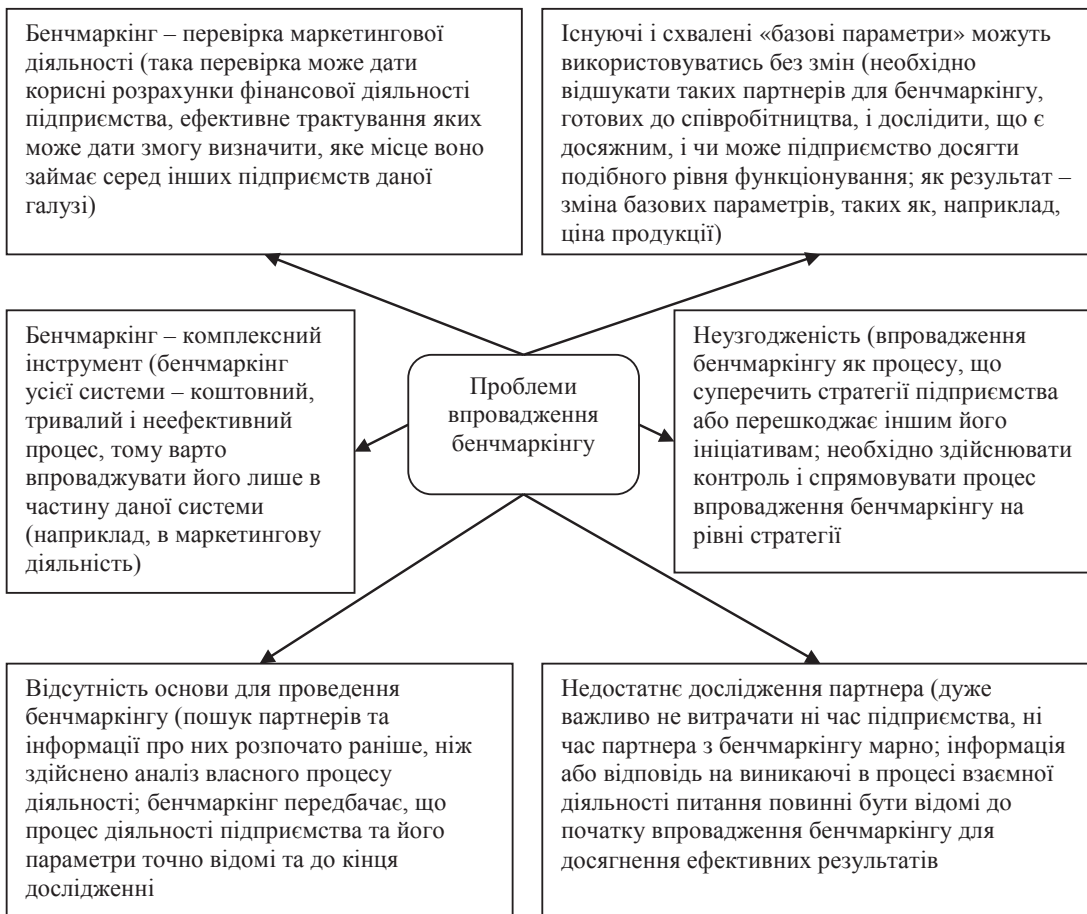 Бенчмаркінг – перевірка маркетингової
діяльності (така перевірка може дати
корисні розрахунки фінансової діяльності
підприємства, ефективне трактування яких
може дати змогу визначити, яке місце воно
займає серед інших підприємств даної
галузі)
Існуючі і схвалені «базові параметри» можуть
використовуватись без змін (необхідно
відшукати таких партнерів для бенчмаркінгу,
готових до співробітництва, і дослідити, що є
досяжним, і чи може підприємство досягти
подібного рівня функціонування; як результат –
зміна базових параметрів, таких як, наприклад,
ціна продукції)
Бенчмаркінг – комплексний
інструмент (бенчмаркінг
усієї системи – коштовний,
тривалий і неефективний
процес, тому варто
впроваджувати його лише в
частину даної системи
(наприклад, в маркетингову
діяльність)
Проблеми
впровадження
бенчмаркінгу
Неузгодженість (впровадження
бенчмаркінгу як процесу, що
суперечить стратегії підприємства
або перешкоджає іншим його
ініціативам; необхідно здійснювати
контроль і спрямовувати процес
впровадження бенчмаркінгу на
рівні стратегії
Відсутність основи для проведення
бенчмаркінгу (пошук партнерів та
інформації про них розпочато раніше, ніж
здійснено аналіз власного процесу
діяльності; бенчмаркінг передбачає, що
процес діяльності підприємства та його
параметри точно відомі та до кінця
дослідженні
Недостатнє дослідження партнера (дуже
важливо не витрачати ні час підприємства, ні
час партнера з бенчмаркінгу марно; інформація
або відповідь на виникаючі в процесі взаємної
діяльності питання повинні бути відомі до
початку впровадження бенчмаркінгу для
досягнення ефективних результатів